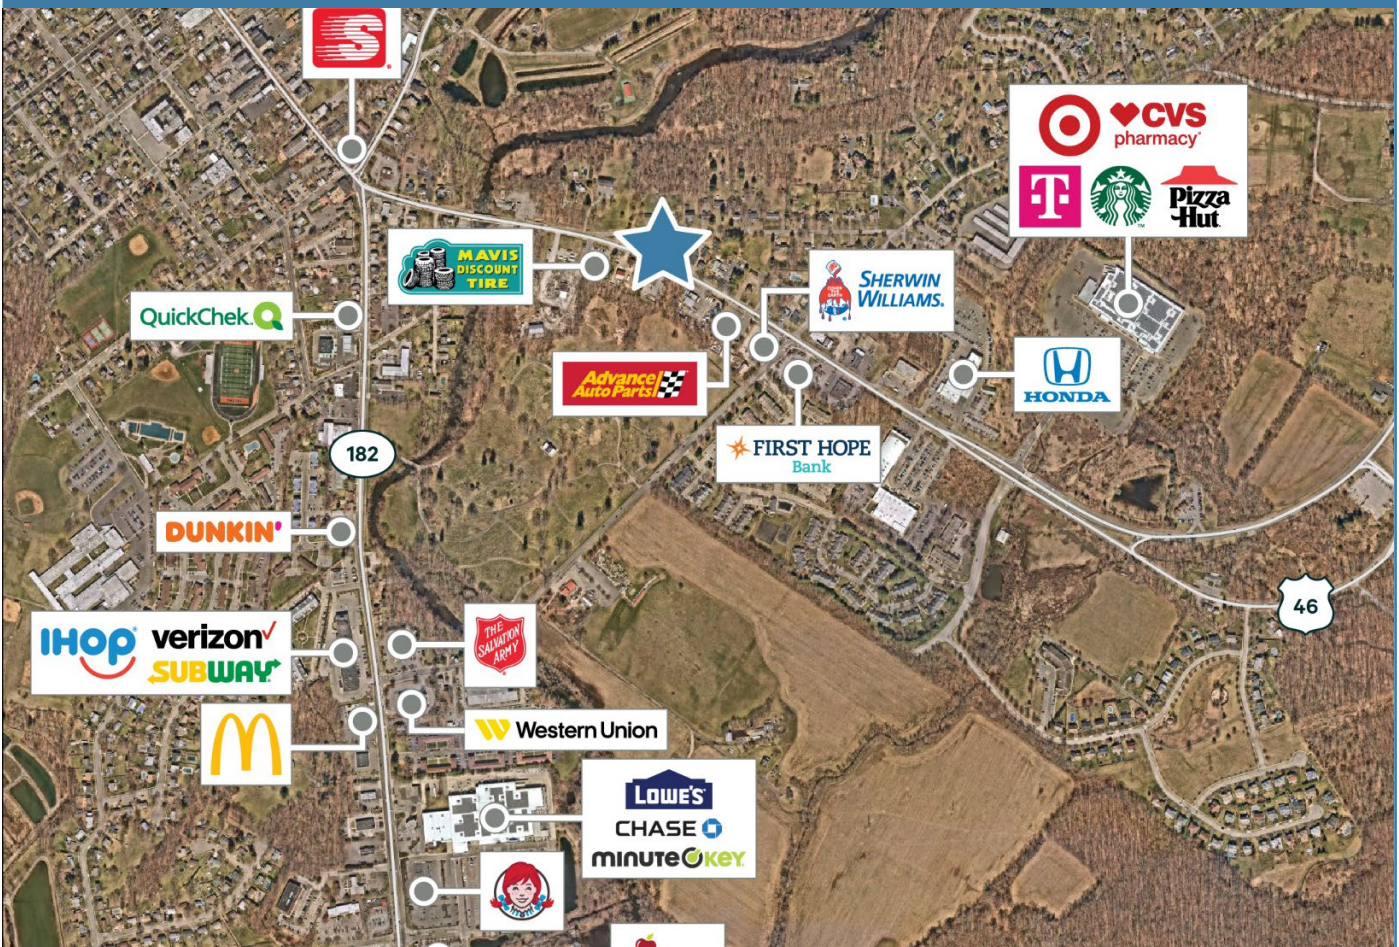 S
CVS
pharmacy
T
Pizza
Hut
MAVIS
DISCOUNT
TIRE
SHERWIN
WILLIAMS.
QuickChek
Advance
Auto Parts
HONDA
FIRST HOPE
Bank
182
DUNKIN'
46
IHOP
verizon
SUBWAY
THE
SALVATION
ARMY
M
Western Union
LOWE'S
CHASE
minuteKEY